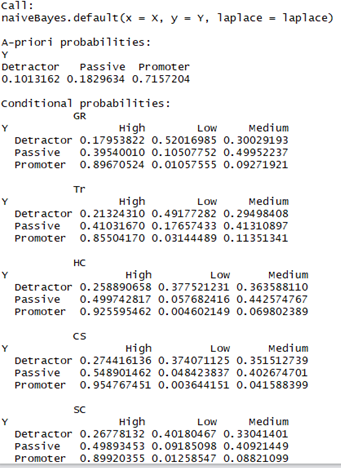 Call:
naiveBayes.default(x = X, y = Y, laplace = laplace)
A-priori probabilities:
Y
Detractor Passive Promoter
0.1013162 0.1829634 0.7157204
Conditional probabilities:
GR
Y High Low Medium
Detractor 0.17953822 0.52016985 0.30029193
Passive 0.39540010 0.10507752 0.49952237
Promoter 0.89670524 0.01057555 0.09271921
Tr
Y High Low Medium
Detractor 0.21324310 0.49177282 0.29498408
Passive 0.41031670 0.17657433 0.41310897
Promoter 0.85504170 0.03144489 0.11351341
HC
Y High Low Medium
Detractor 0.258890658 0.377521231 0.363588110
Passive 0.499742817 0.057682416 0.442574767
Promoter 0.925595462 0.004602149 0.069802389
CS
Y High Low Medium
Detractor 0.274416136 0.374071125 0.351512739
Passive 0.548901462 0.048423837 0.402674701
Promoter 0.954767451 0.003644151 0.041588399
SC
Y High Low Medium
Detractor 0.26778132 0.40180467 0.33041401
Passive 0.49893453 0.09185098 0.40921449
Promoter 0.89920355 0.01258547 0.08821099